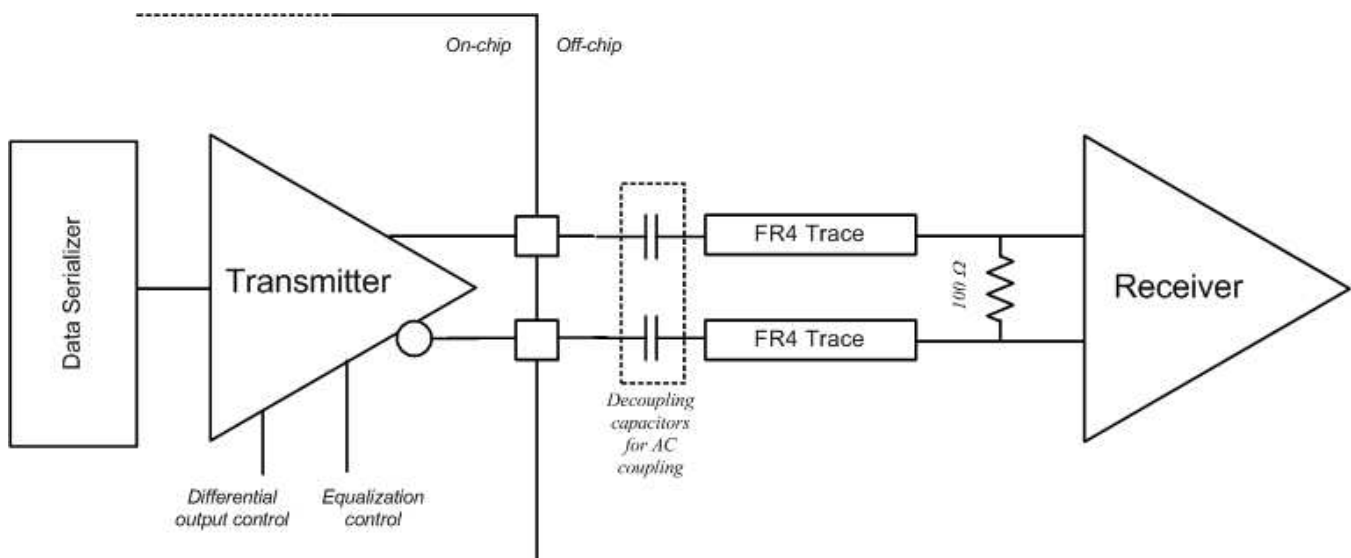 On-chip
Off-chip
Data Serializer
Transmitter
FR4 Trace
100 Ω
Receiver
FR4 Trace
Decoupling
capacitors
for AC
coupling
Differential
output control
Equalization
control